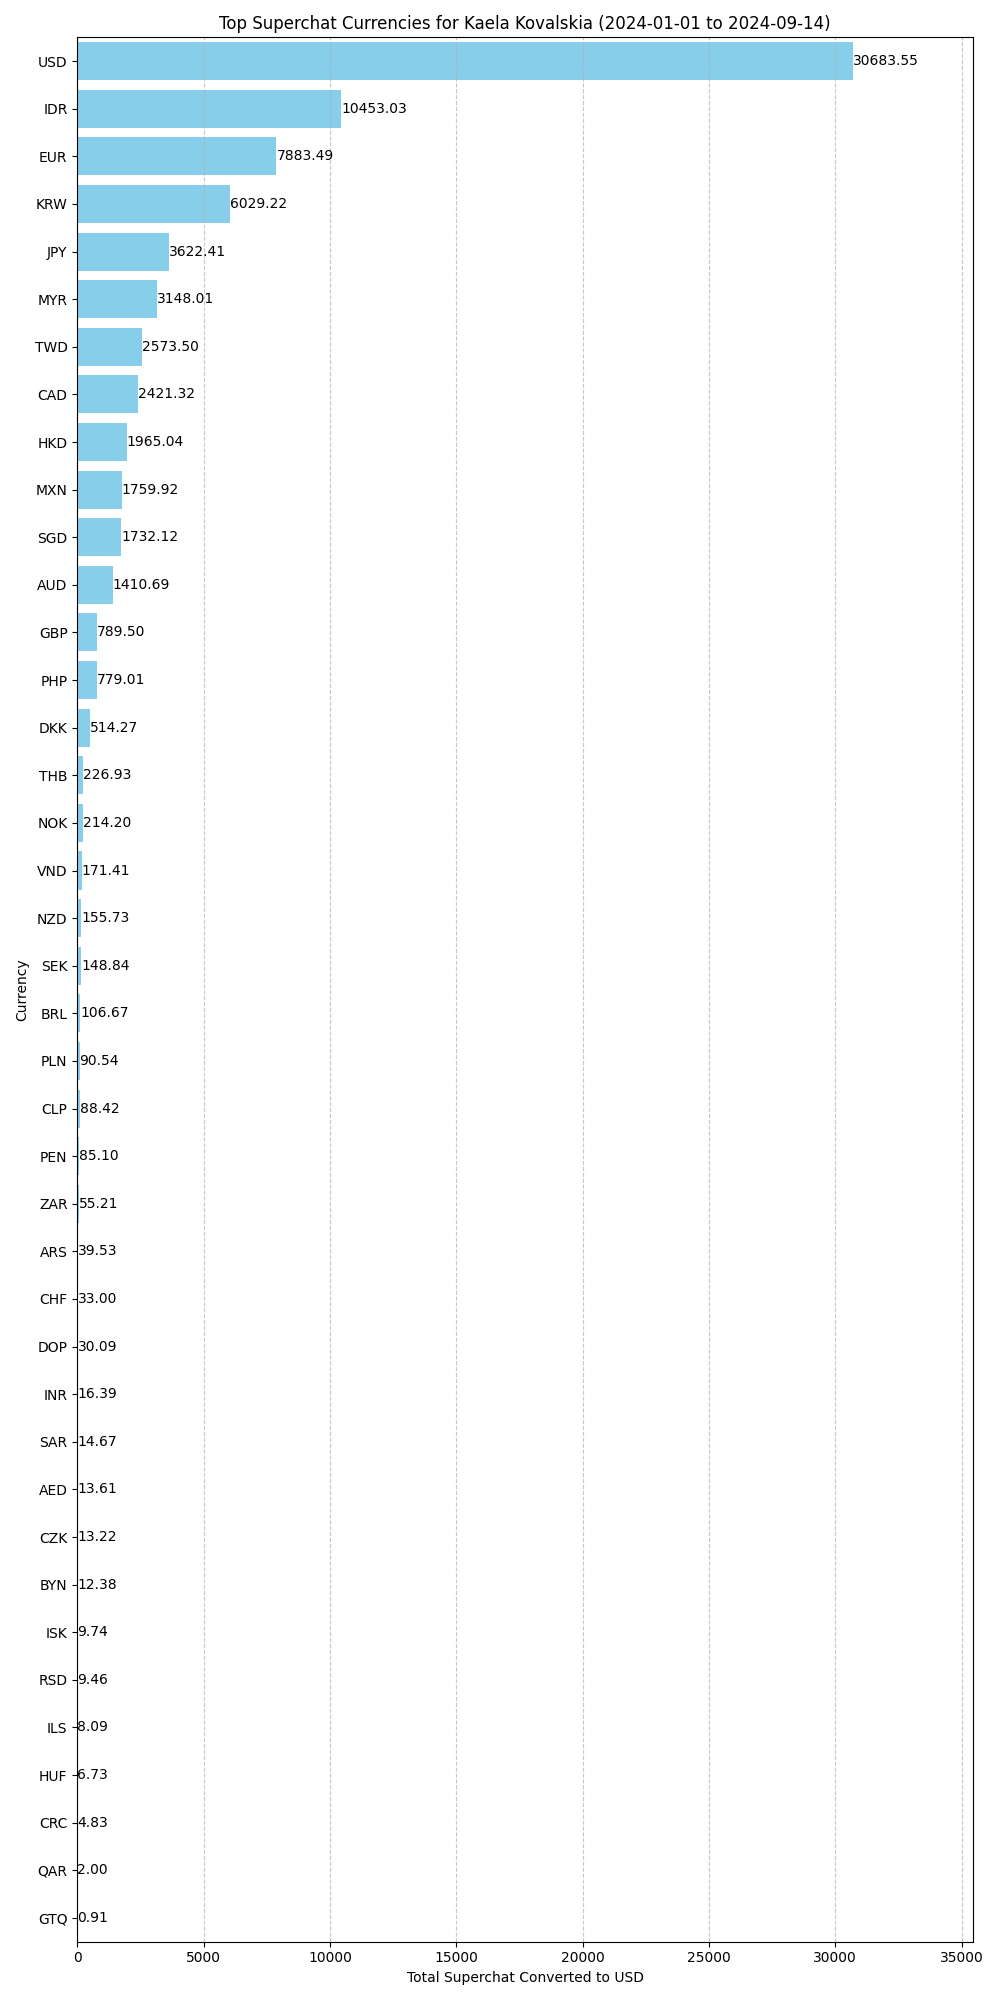 Top Superchat Currencies for Kaela Kovalskia (2024-01-01 to 2024-09-14)
USD 30683.55
IDR 10453.03
EUR 7883.49
KRW 6029.22
JPY 3622.41
MYR 3148.01
TWD 2573.50
CAD 2421.32
HKD 1965.04
MXN 1759.92
SGD 1732.12
AUD 1410.69
GBP 789.50
PHP 779.01
DKK 514.27
THB 226.93
NOK 214.20
VND 171.41
NZD 155.73
SEK 148.84
Currency
BRL 106.67
PLN 90.54
CLP 88.42
PEN 85.10
ZAR 55.21
ARS 39.53
CHF 33.00
DOP 30.09
INR 16.39
SAR 14.67
AED 13.61
CZK 13.22
BYN 12.38
ISK 9.74
RSD 9.46
ILS 8.09
HUF 6.73
CRC 4.83
QAR 2.00
GTQ 0.91
0 5000 10000 15000 20000 25000 30000 35000
Total Superchat Converted to USD